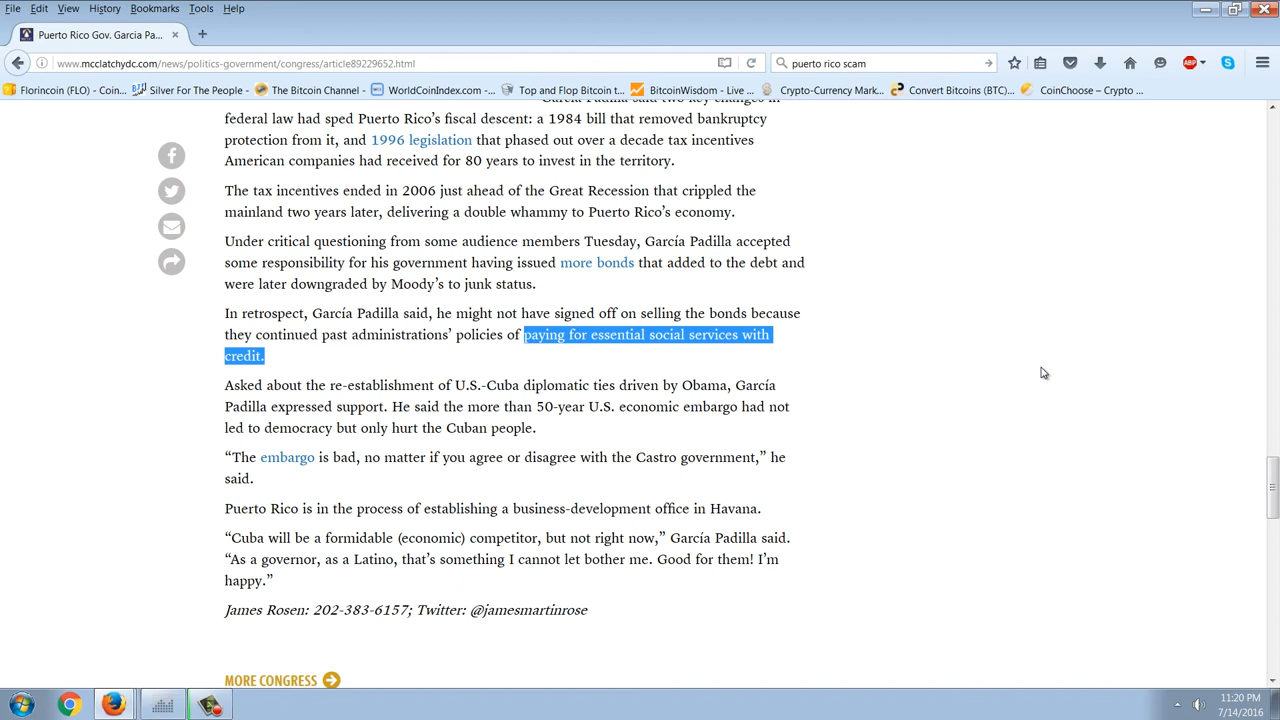 File Edit View History Bookmarks Tools Help
Puerto Rico Gov. Garcia Pa...
www.mcclatchydc.com/news/politics-government/congress/article89229652.html
puerto rico scam
Florincoin (FLO) - Coin... Silver For The People - The Bitcoin Channel - WorldCoinIndex.com -... Top and Flop Bitcoin t... BitcoinWisdom - Live ... Crypto-Currency Mark... Convert Bitcoins (BTC)... CoinChoose – Crypto ...
García Padilla said two key changes in
federal law had sped Puerto Rico’s fiscal descent: a 1984 bill that removed bankruptcy
protection from it, and 1996 legislation that phased out over a decade tax incentives
American companies had received for 80 years to invest in the territory.
The tax incentives ended in 2006 just ahead of the Great Recession that crippled the
mainland two years later, delivering a double whammy to Puerto Rico’s economy.
Under critical questioning from some audience members Tuesday, García Padilla accepted
some responsibility for his government having issued more bonds that added to the debt and
were later downgraded by Moody’s to junk status.
In retrospect, García Padilla said, he might not have signed off on selling the bonds because
they continued past administrations’ policies of paying for essential social services with
credit.
Asked about the re-establishment of U.S.-Cuba diplomatic ties driven by Obama, García
Padilla expressed support. He said the more than 50-year U.S. economic embargo had not
led to democracy but only hurt the Cuban people.
“The embargo is bad, no matter if you agree or disagree with the Castro government,” he
said.
Puerto Rico is in the process of establishing a business-development office in Havana.
“Cuba will be a formidable (economic) competitor, but not right now,” García Padilla said.
“As a governor, as a Latino, that’s something I cannot let bother me. Good for them! I’m
happy.”
James Rosen: 202-383-6157; Twitter: @jamesmartinrose
MORE CONGRESS
ABP
11:20 PM
7/14/2016